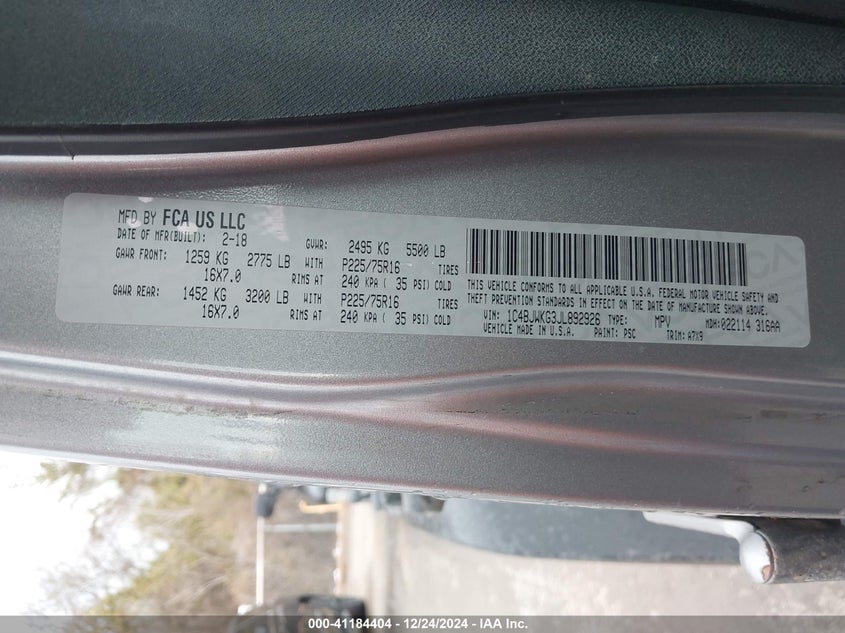 MFD BY FCA US LLC
DATE OF MFR(BUILT): 2-18 GVWR: 2495 KG 5500 LB
GAWR FRONT: 1259 KG 2775 LB WITH P225/75R16 TIRES
16X7.0 RIMS AT 240 KPA ( 35 PSI) COLD
GAWR REAR: 1452 KG 3200 LB WITH P225/75R16 TIRES
16X7.0 RIMS AT 240 KPA ( 35 PSI) COLD
THIS VEHICLE CONFORMS TO ALL APPLICABLE U.S.A. FEDERAL MOTOR VEHICLE SAFETY AND
THEFT PREVENTION STANDARDS IN EFFECT ON THE DATE OF MANUFACTURE SHOWN ABOVE.
VIN: 1C4BJWKG3JL892926 TYPE: MPV MDH:022114 316AA
VEHICLE MADE IN U.S.A. PAINT: PSC TRIM: A7X9
000-41184404 - 12/24/2024 - IAA Inc.